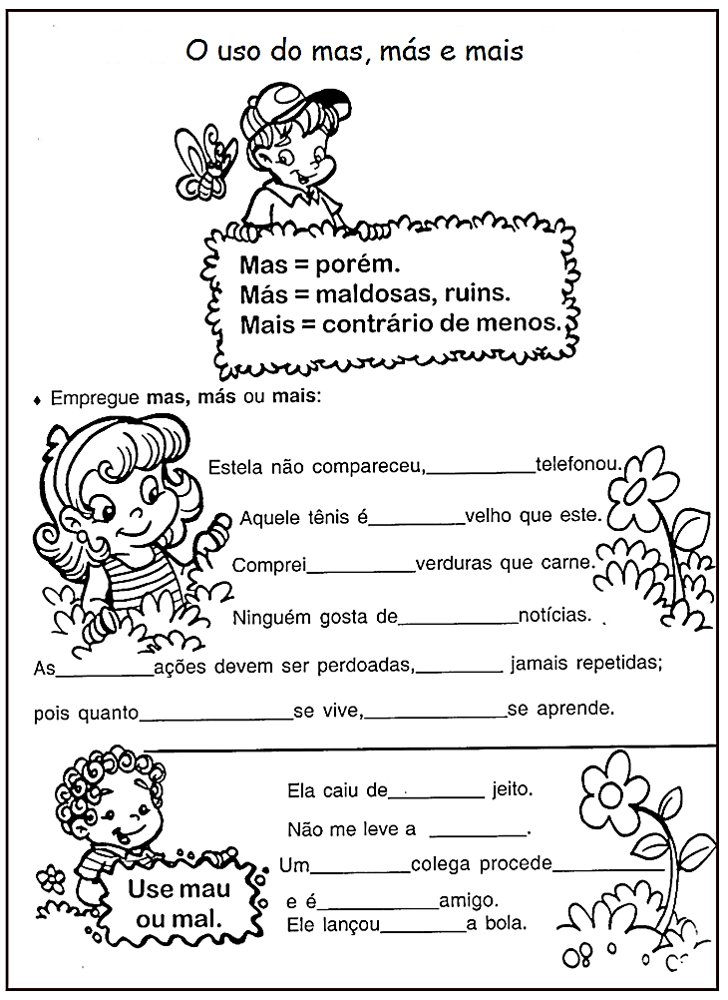 O uso do mas, más e mais
Mas = porém.
Más = maldosas, ruins.
Mais = contrário de menos.
♦ Empregue mas, más ou mais:
Estela não compareceu,__________telefonou.
Aquele tênis é_________velho que este.
Comprei__________verduras que carne.
Ninguém gosta de___________notícias.
As_________ações devem ser perdoadas,________ jamais repetidas;
pois quanto______________se vive,_____________se aprende.
Ela caiu de_________ jeito.
Não me leve a _________.
Um_________colega procede__________
e é___________amigo.
Ele lançou________a bola.
Use mau
ou mal.